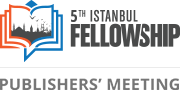 5TH ISTANBUL
FELLOWSHIP
PUBLISHERS' MEETING